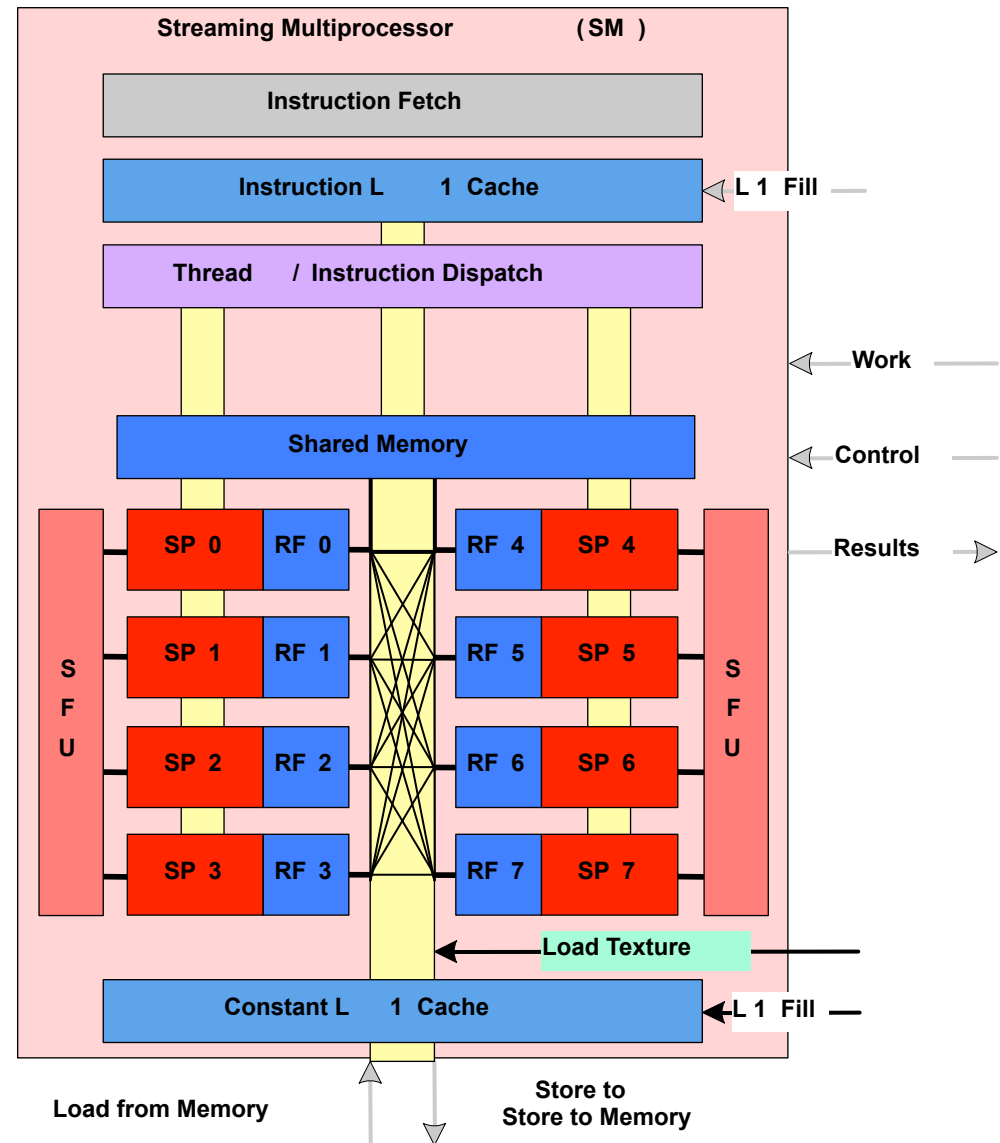 Streaming Multiprocessor ( SM )
Instruction Fetch
Instruction L 1 Cache
L 1 Fill
Thread / Instruction Dispatch
Work
Shared Memory
Control
SP 0 RF 0 RF 4 SP 4
Results
SP 1 RF 1 RF 5 SP 5
S F U
S F U
SP 2 RF 2 RF 6 SP 6
SP 3 RF 3 RF 7 SP 7
Load Texture
Constant L 1 Cache
L 1 Fill
Load from Memory
Store to
Store to Memory